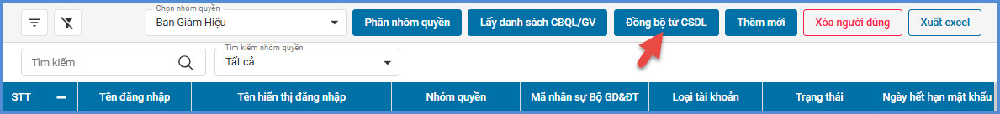 Chọn nhóm quyền
Ban Giám Hiệu
Phân nhóm quyền
Lấy danh sách CBQL/GV
Đồng bộ từ CSDL
Thêm mới
Xóa người dùng
Xuất excel
Tìm kiếm
Tìm kiếm nhóm quyền
Tất cả
STT
Tên đăng nhập
Tên hiển thị đăng nhập
Nhóm quyền
Mã nhân sự Bộ GD&ĐT
Loại tài khoản
Trạng thái
Ngày hết hạn mật khẩu